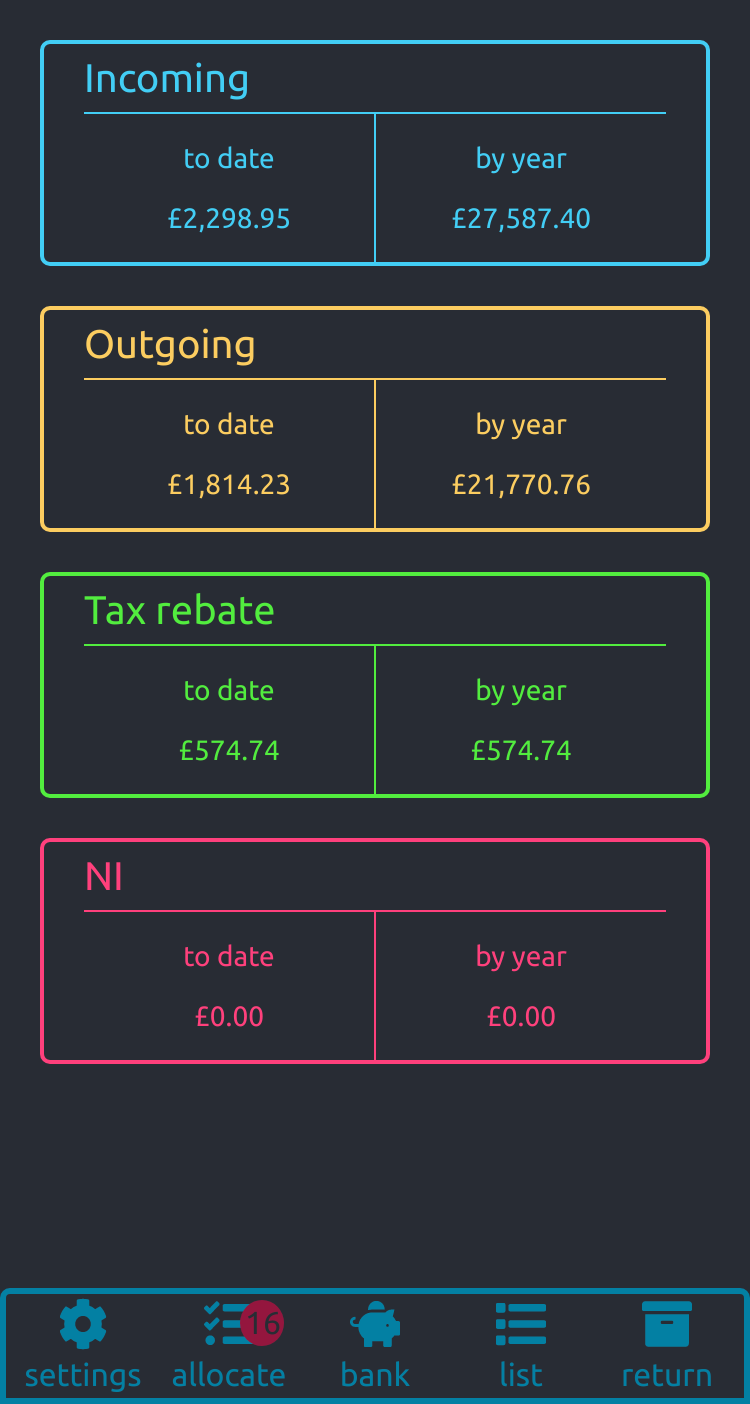 Incoming
to date by year
£2,298.95 £27,587.40
Outgoing
to date by year
£1,814.23 £21,770.76
Tax rebate
to date by year
£574.74 £574.74
NI
to date by year
£0.00 £0.00
16
settings allocate bank list return